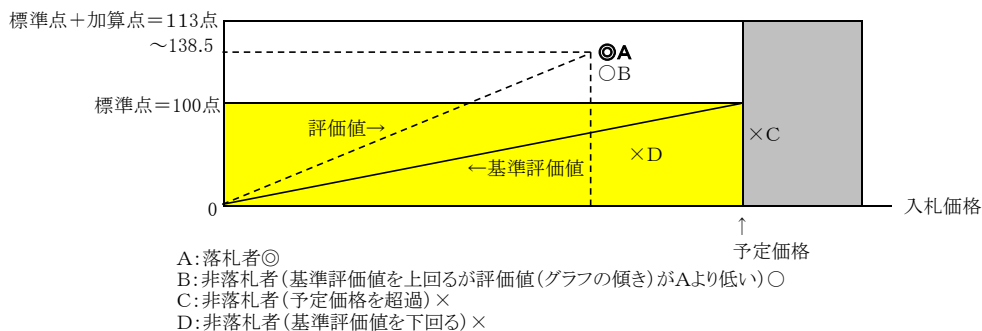 標準点＋加算点＝113点
～138.5
◎A
○B
標準点＝100点
評価値→
×C
×D
←基準評価値
0
入札価格
↑
予定価格
A：落札者◎
B：非落札者（基準評価値を上回るが評価値（グラフの傾き）がAより低い）○
C：非落札者（予定価格を超過）×
D：非落札者（基準評価値を下回る）×